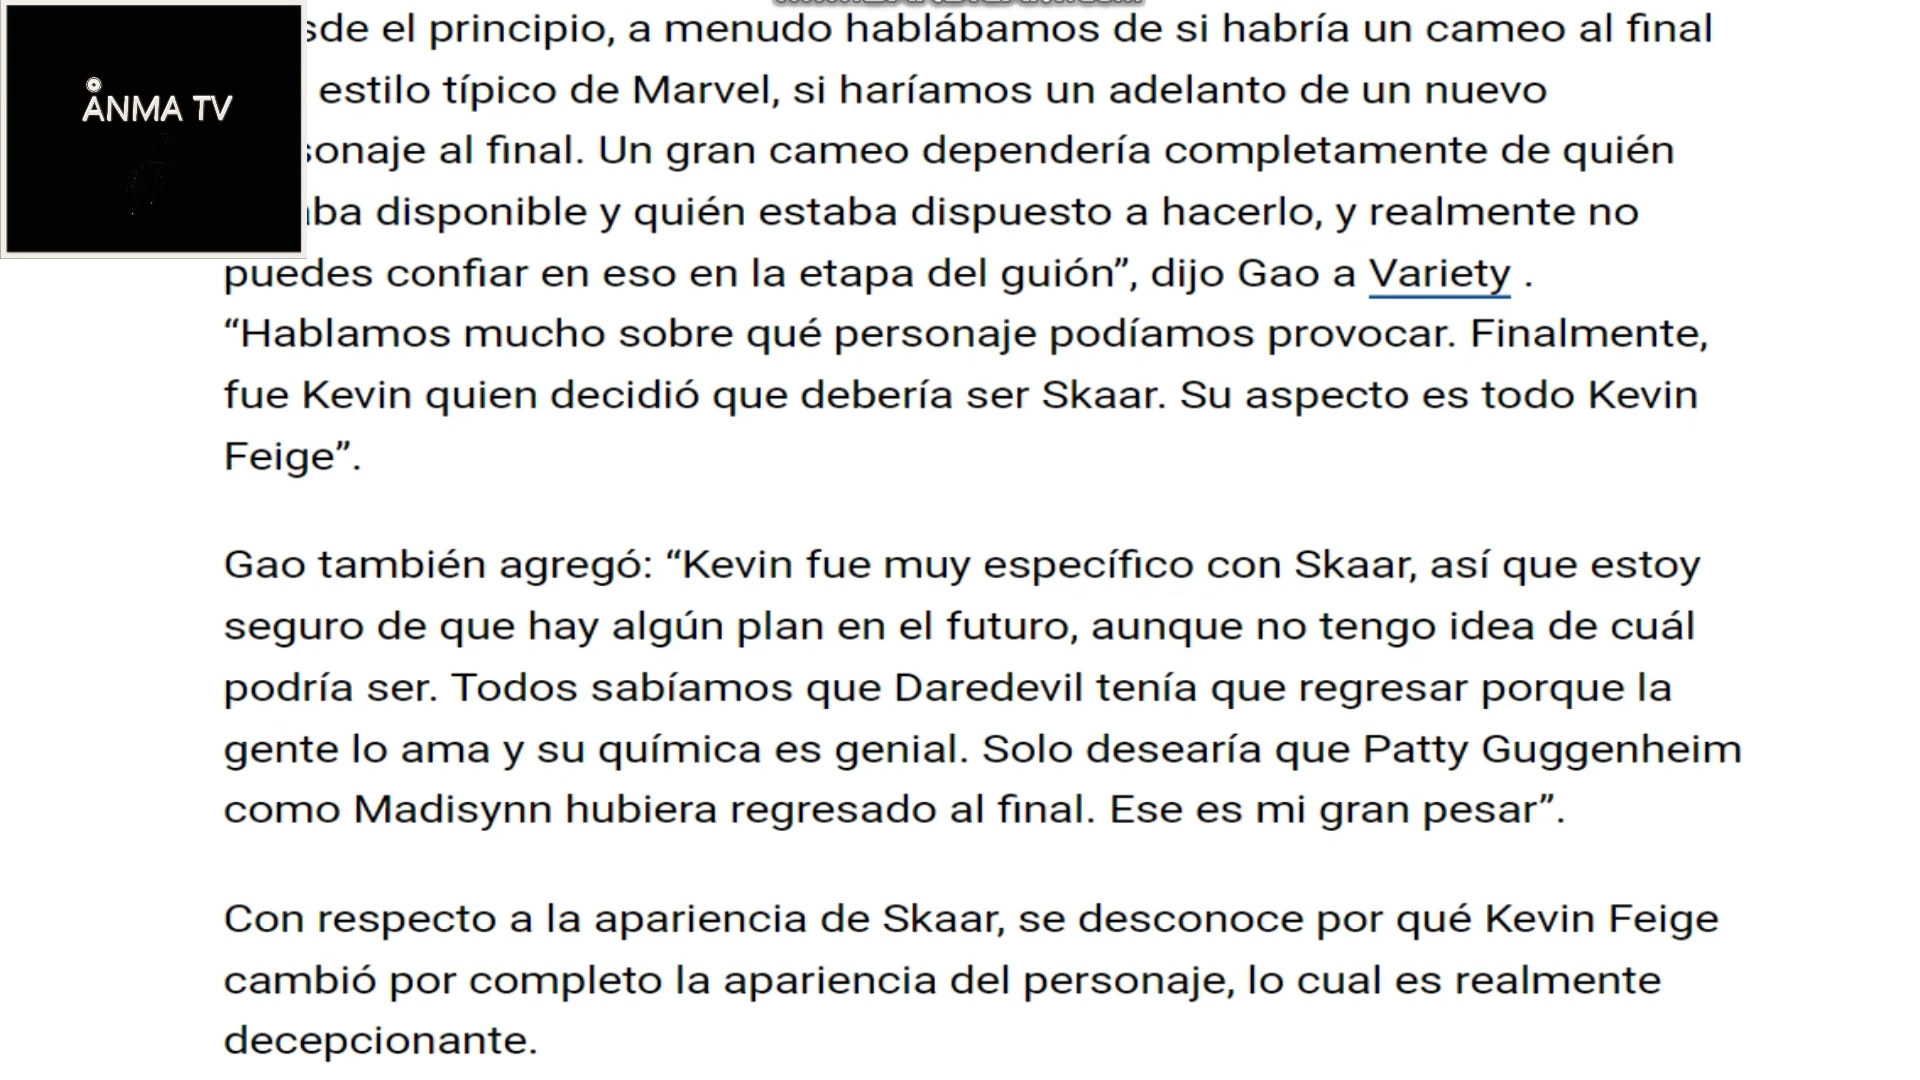 ÅNMA TV
el principio, a menudo hablábamos de si habría un cameo al final
estilo típico de Marvel, si haríamos un adelanto de un nuevo
al final. Un gran cameo dependería completamente de quién
disponible y quién estaba dispuesto a hacerlo, y realmente no
puedes confiar en eso en la etapa del guión”, dijo Gao a Variety .
“Hablamos mucho sobre qué personaje podíamos provocar. Finalmente,
fue Kevin quien decidió que debería ser Skaar. Su aspecto es todo Kevin
Feige”.
Gao también agregó: “Kevin fue muy específico con Skaar, así que estoy
seguro de que hay algún plan en el futuro, aunque no tengo idea de cuál
podría ser. Todos sabíamos que Daredevil tenía que regresar porque la
gente lo ama y su química es genial. Solo desearía que Patty Guggenheim
como Madisynn hubiera regresado al final. Ese es mi gran pesar”.
Con respecto a la apariencia de Skaar, se desconoce por qué Kevin Feige
cambió por completo la apariencia del personaje, lo cual es realmente
decepcionante.